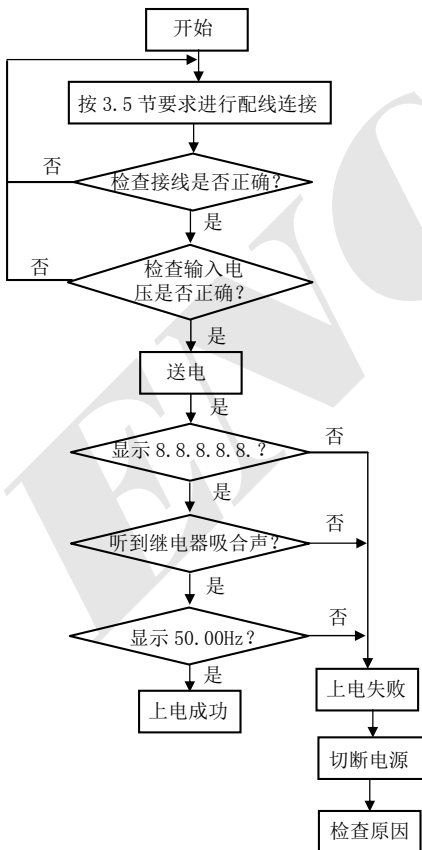 开始
按 3.5 节要求进行配线连接
否
检查接线是否正确？
是
否
检查输入电
压是否正确？
是
送电
是
否
显示 8.8.8.8.8.？
是
否
听到继电器吸合声？
是
否
显示 50.00Hz？
是
上电失败
上电成功
切断电源
检查原因
ENC